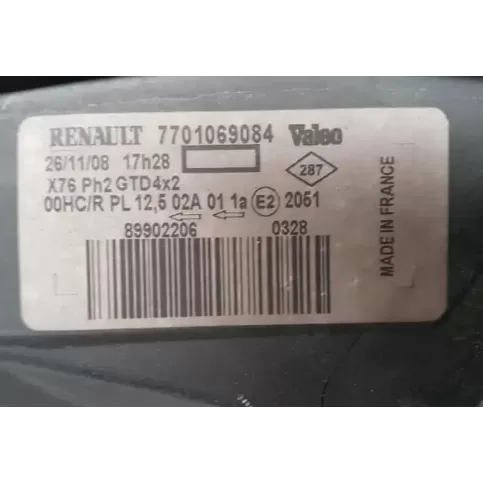 RENAULT 7701069084 Valeo
26/11/08 17h28
287
X76 Ph2 GTD4x2
00HC/R PL 12,5 02A 01 1a E2 2051
89902206 0328
MADE IN FRANCE